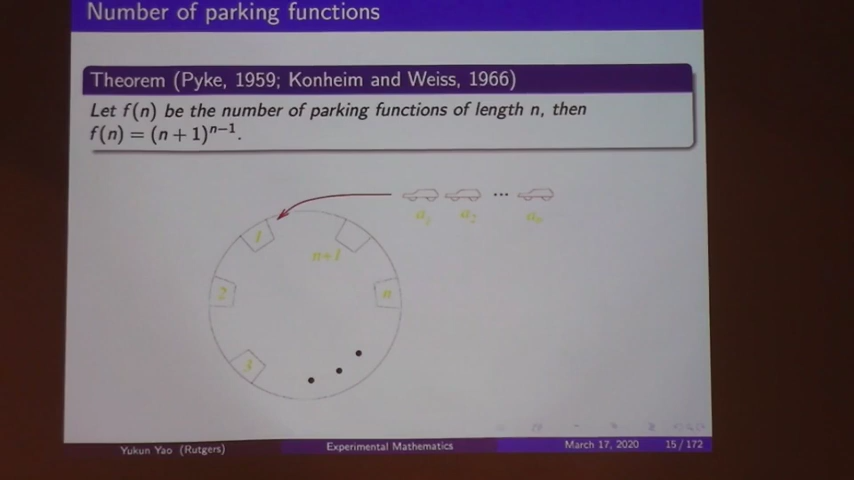 Number of parking functions
Theorem (Pyke, 1959; Konheim and Weiss, 1966)
Let f(n) be the number of parking functions of length n, then
f(n) = (n + 1)ⁿ⁻¹.
...
a₁ a₂ aₙ
1
n+1
2
n
3
Yukun Yao (Rutgers) Experimental Mathematics March 17, 2020 15 / 172